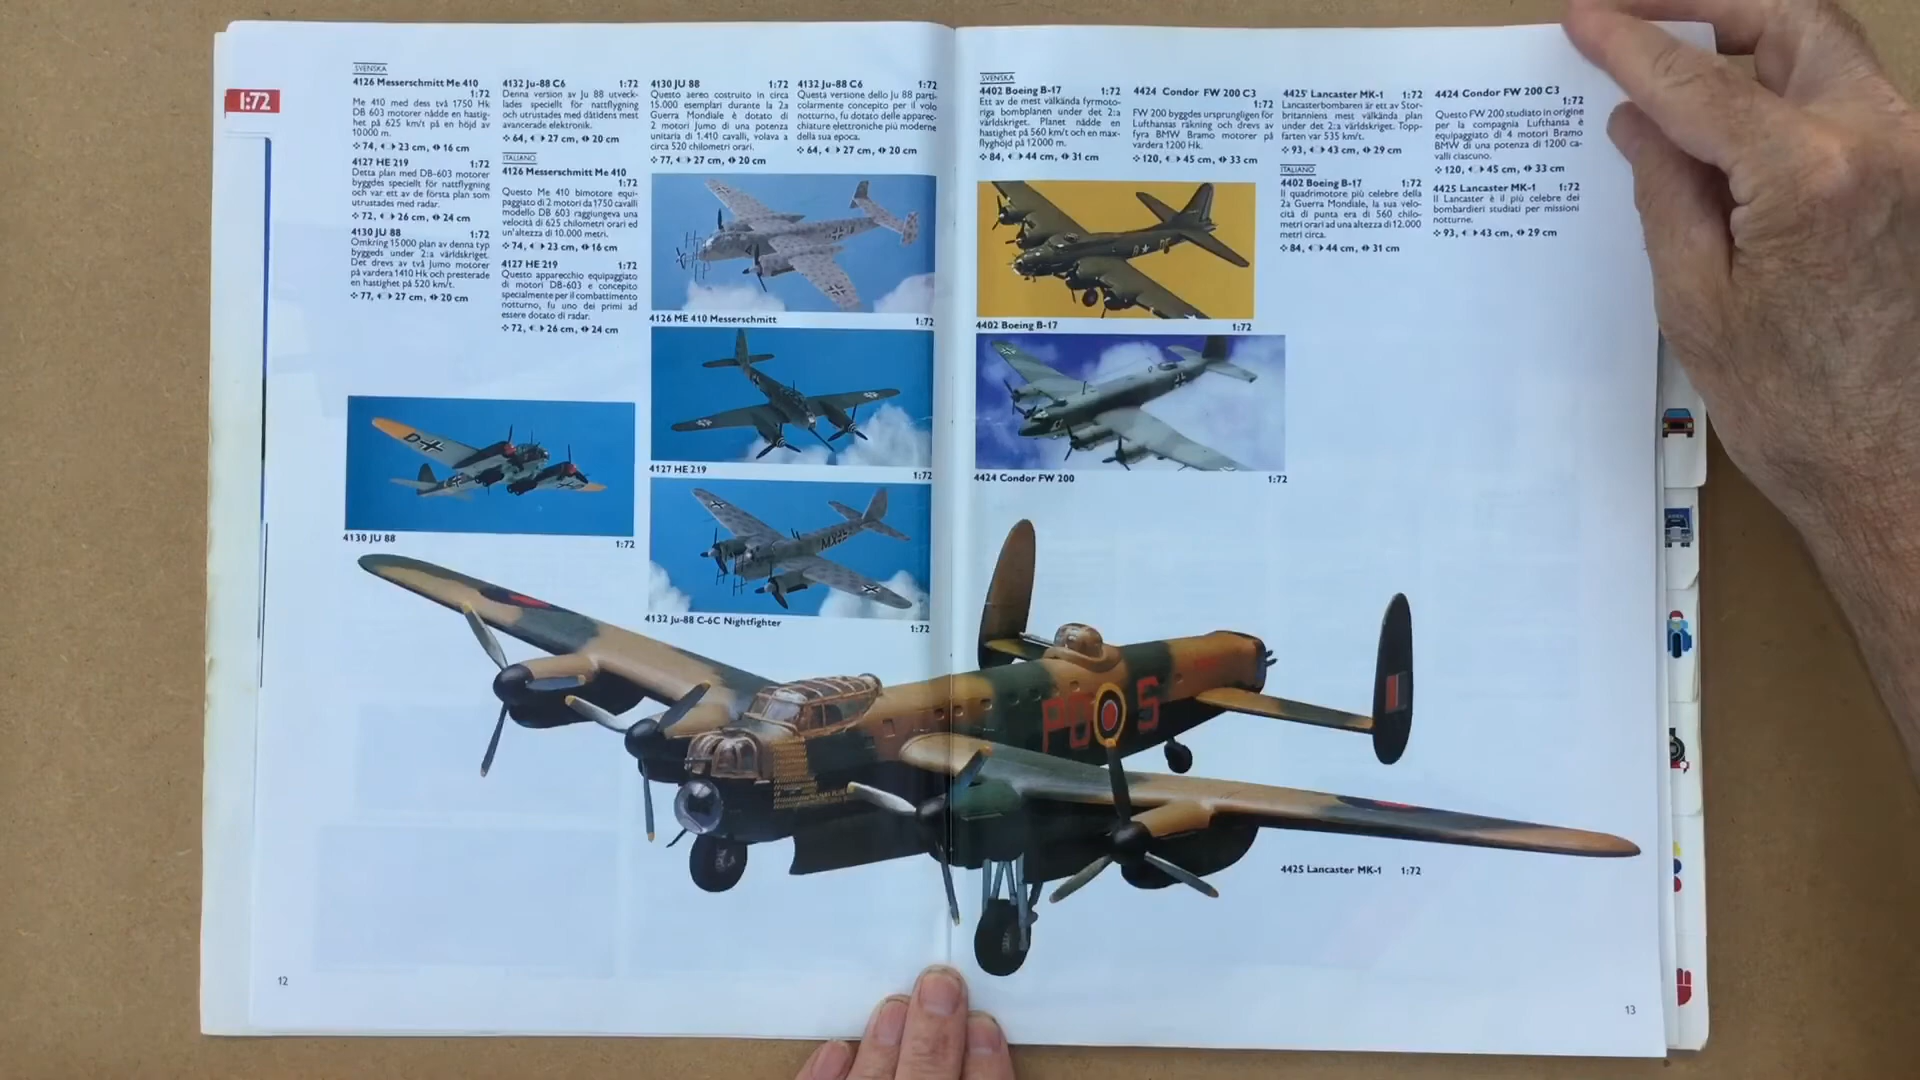 1:72
SVENSKA
4126 Messerschmitt Me 410
1:72
Me 410 med dess två 1750 Hk
DB 603 motorer nådde en hastig-
het på 625 km/t på en höjd av
10000 m.
74, 23 cm, 16 cm
4127 HE 219 1:72
Detta plan med DB-603 motorer
byggdes speciellt för nattflygning
och var ett av de första plan som
utrustades med radar.
72, 26 cm, 24 cm
4130 JU 88 1:72
Omkring 15000 plan av denna typ
byggeds under 2:a världskriget.
Det drevs av två Jumo motorer
på vardera 1410 Hk och presterade
en hastighet på 520 km/t.
77, 27 cm, 20 cm
4132 Ju-88 C6 1:72
Denna version av Ju 88 utveck-
lades speciellt för nattflygning
och utrustades med dåtidens mest
avancerade elektronik.
64, 27 cm, 20 cm
ITALIANO
4126 Messerschmitt Me 410
1:72
Questo Me 410 bimotore equi-
paggiato di 2 motori da 1750 cavalli
modello DB 603 raggiungeva una
velocità di 625 chilometri orari ed
un'altezza di 10.000 metri.
74, 23 cm, 16 cm
4127 HE 219 1:72
Questo apparecchio equipaggiato
di motori DB-603 e concepito
specialmente per il combattimento
notturno, fu uno dei primi ad
essere dotato di radar.
72, 26 cm, 24 cm
4130 JU 88 1:72
Questo aereo costruito in circa
15.000 esemplari durante la 2a
Guerra Mondiale è dotato di
2 motori Jumo di una potenza
unitaria di 1.410 cavalli, volava a
circa 520 chilometri orari.
77, 27 cm, 20 cm
4132 Ju-88 C6 1:72
Questa versione dello Ju 88 parti-
colarmente concepito per il volo
notturno, fu dotato delle apparec-
chiature elettroniche più moderne
della sua epoca.
64, 27 cm, 20 cm
4126 ME 410 Messerschmitt 1:72
4127 HE 219 1:72
4130 JU 88 1:72
4132 Ju-88 C-6C Nightfighter 1:72
12
SVENSKA
4402 Boeing B-17 1:72
Ett av de mest välkända fyrmoto-
riga bombplanen under det 2:a
världskriget. Planet nådde en
hastighet på 560 km/t och en max-
flyghöjd på 12000 m.
84, 44 cm, 31 cm
4424 Condor FW 200 C3
1:72
FW 200 byggdes ursprungligen för
Lufthansas räkning och drevs av
fyra BMW Bramo motorer på
vardera 1200 Hk.
120, 45 cm, 33 cm
4425 Lancaster MK-1 1:72
Lancasterbombaren är ett av Stor-
britanniens mest välkända plan
under det 2:a världskriget. Topp-
farten var 535 km/t.
93, 43 cm, 29 cm
ITALIANO
4402 Boeing B-17 1:72
Il quadrimotore più celebre della
2a Guerra Mondiale, la sua velo-
cità di punta era di 560 chilo-
metri orari ad una altezza di 12.000
metri circa.
84, 44 cm, 31 cm
4424 Condor FW 200 C3
1:72
Questo FW 200 studiato in origine
per la compagnia Lufthansa è
equipaggiato di 4 motori Bramo
BMW di una potenza di 1200 ca-
valli ciascuno.
120, 45 cm, 33 cm
4425 Lancaster MK-1 1:72
Il Lancaster è il più celebre dei
bombardieri studiati per missioni
notturne.
93, 43 cm, 29 cm
4402 Boeing B-17 1:72
4424 Condor FW 200 1:72
PO S
4425 Lancaster MK-1 1:72
13